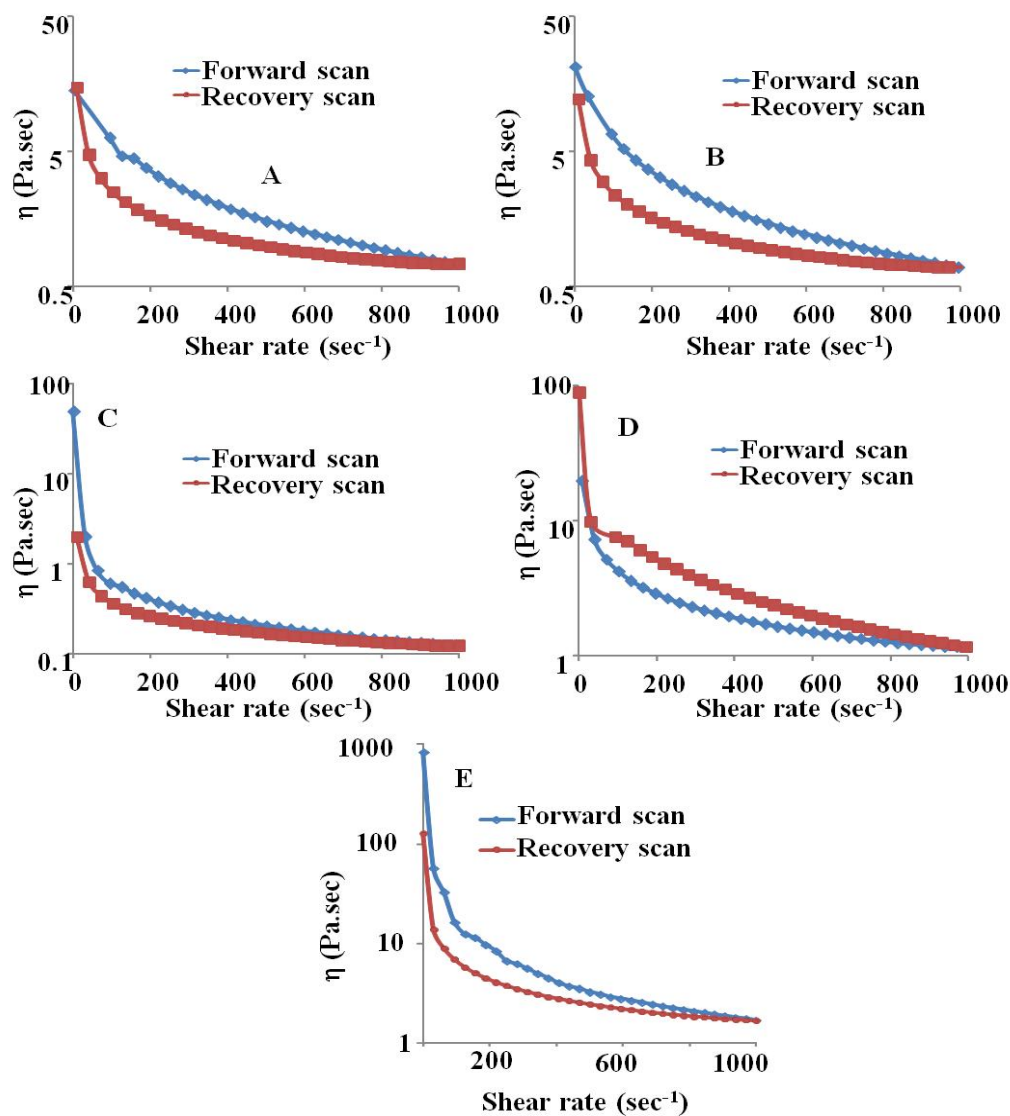 50
5
0.5
η (Pa.sec)
Forward scan
Recovery scan
A
0 200 400 600 800 1000
Shear rate (sec⁻¹)
50
5
0.5
η (Pa.sec)
Forward scan
Recovery scan
B
0 200 400 600 800 1000
Shear rate (sec⁻¹)
100
10
1
0.1
η (Pa.sec)
C
Forward scan
Recovery scan
0 200 400 600 800 1000
Shear rate (sec⁻¹)
100
10
1
η (Pa.sec)
D
Forward scan
Recovery scan
0 200 400 600 800 1000
Shear rate (sec⁻¹)
1000
100
10
1
η (Pa.sec)
E
Forward scan
Recovery scan
200 600 1000
Shear rate (sec⁻¹)